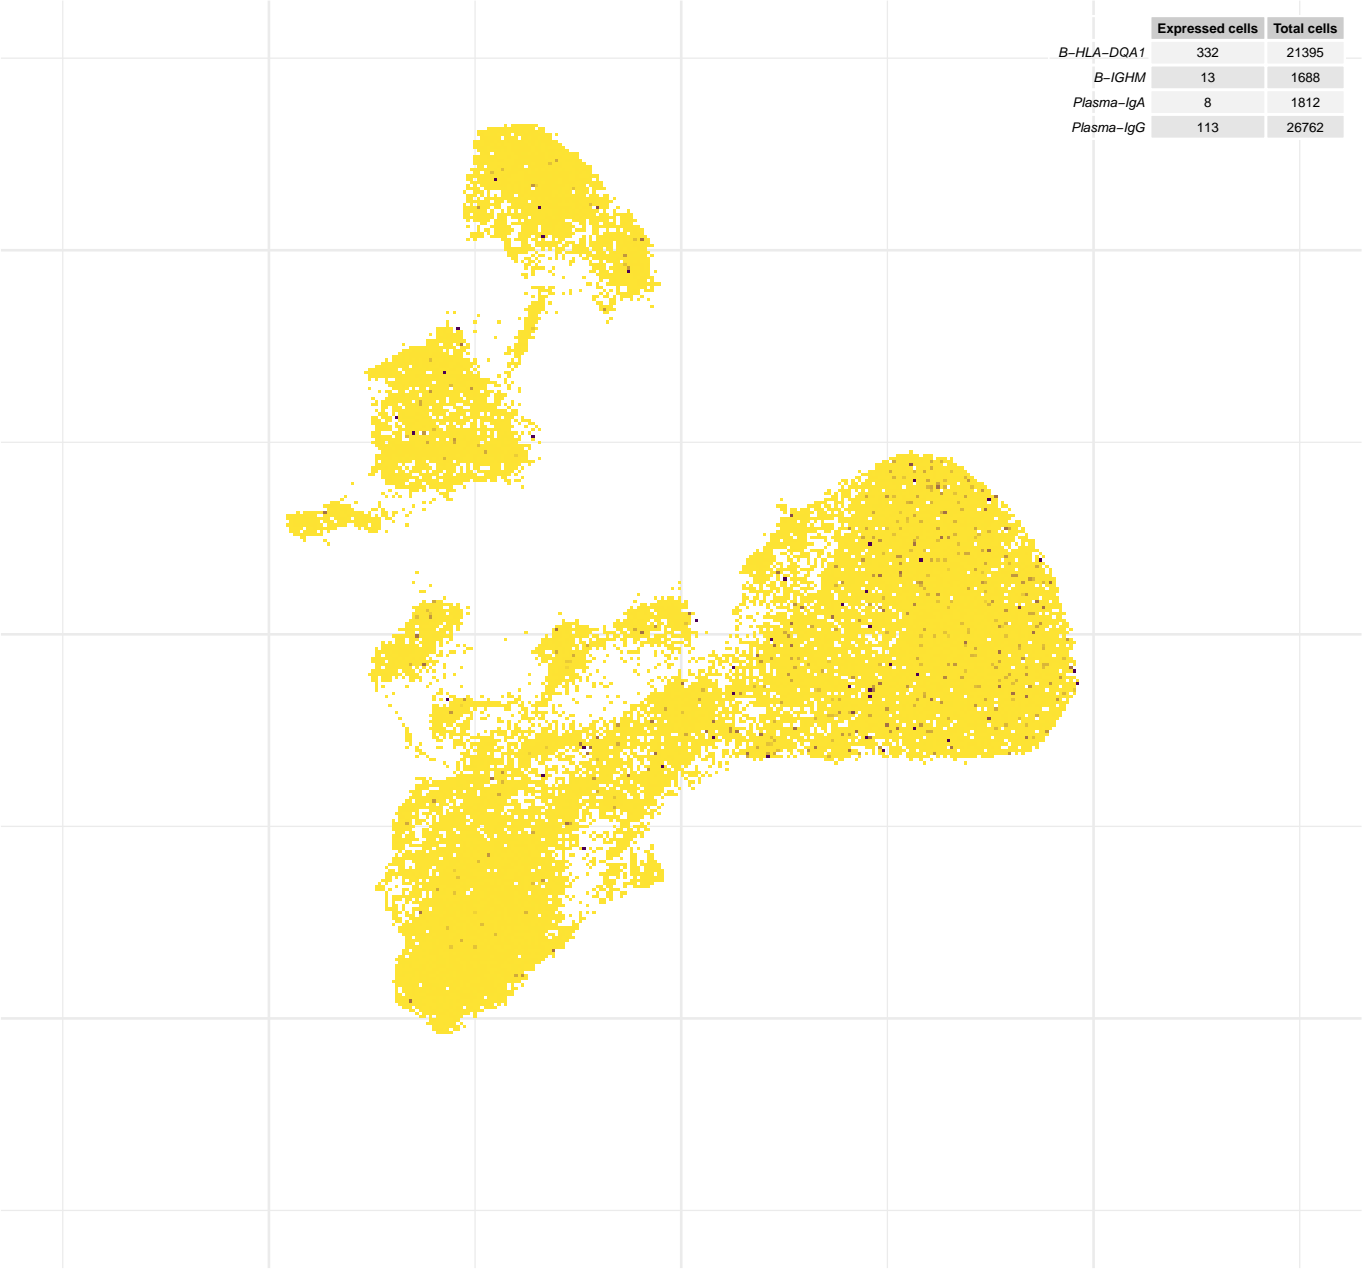 Expressed cells Total cells
B−HLA−DQA1 332 21395
B−IGHM 13 1688
Plasma−IgA 8 1812
Plasma−IgG 113 26762